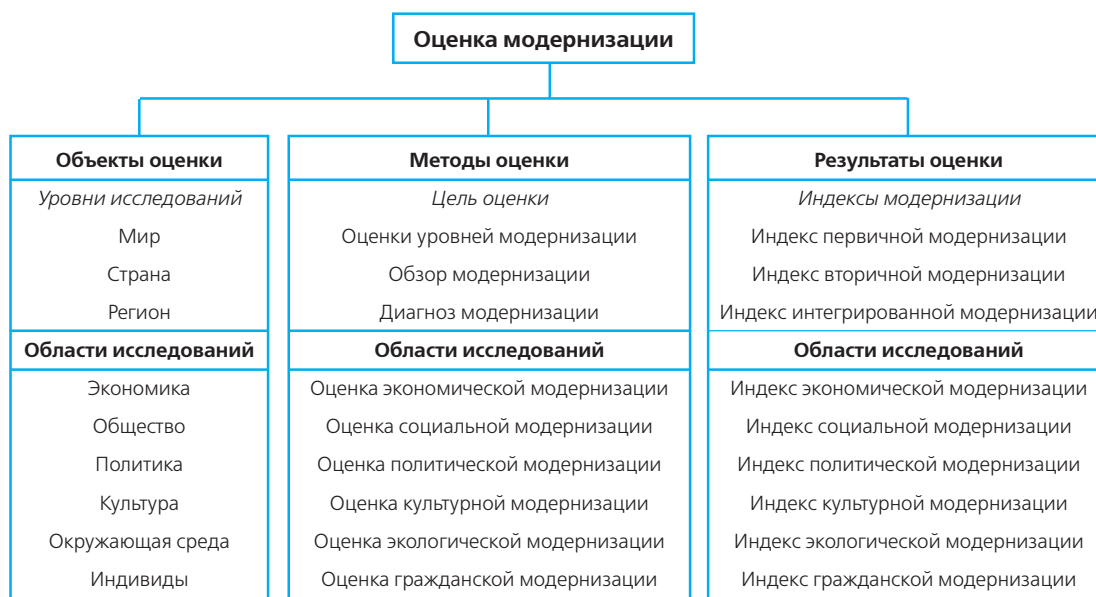 Оценка модернизации
Объекты оценки
Уровни исследований
Мир
Страна
Регион
Области исследований
Экономика
Общество
Политика
Культура
Окружающая среда
Индивиды
Методы оценки
Цель оценки
Оценки уровней модернизации
Обзор модернизации
Диагноз модернизации
Области исследований
Оценка экономической модернизации
Оценка социальной модернизации
Оценка политической модернизации
Оценка культурной модернизации
Оценка экологической модернизации
Оценка гражданской модернизации
Результаты оценки
Индексы модернизации
Индекс первичной модернизации
Индекс вторичной модернизации
Индекс интегрированной модернизации
Области исследований
Индекс экономической модернизации
Индекс социальной модернизации
Индекс политической модернизации
Индекс культурной модернизации
Индекс экологической модернизации
Индекс гражданской модернизации